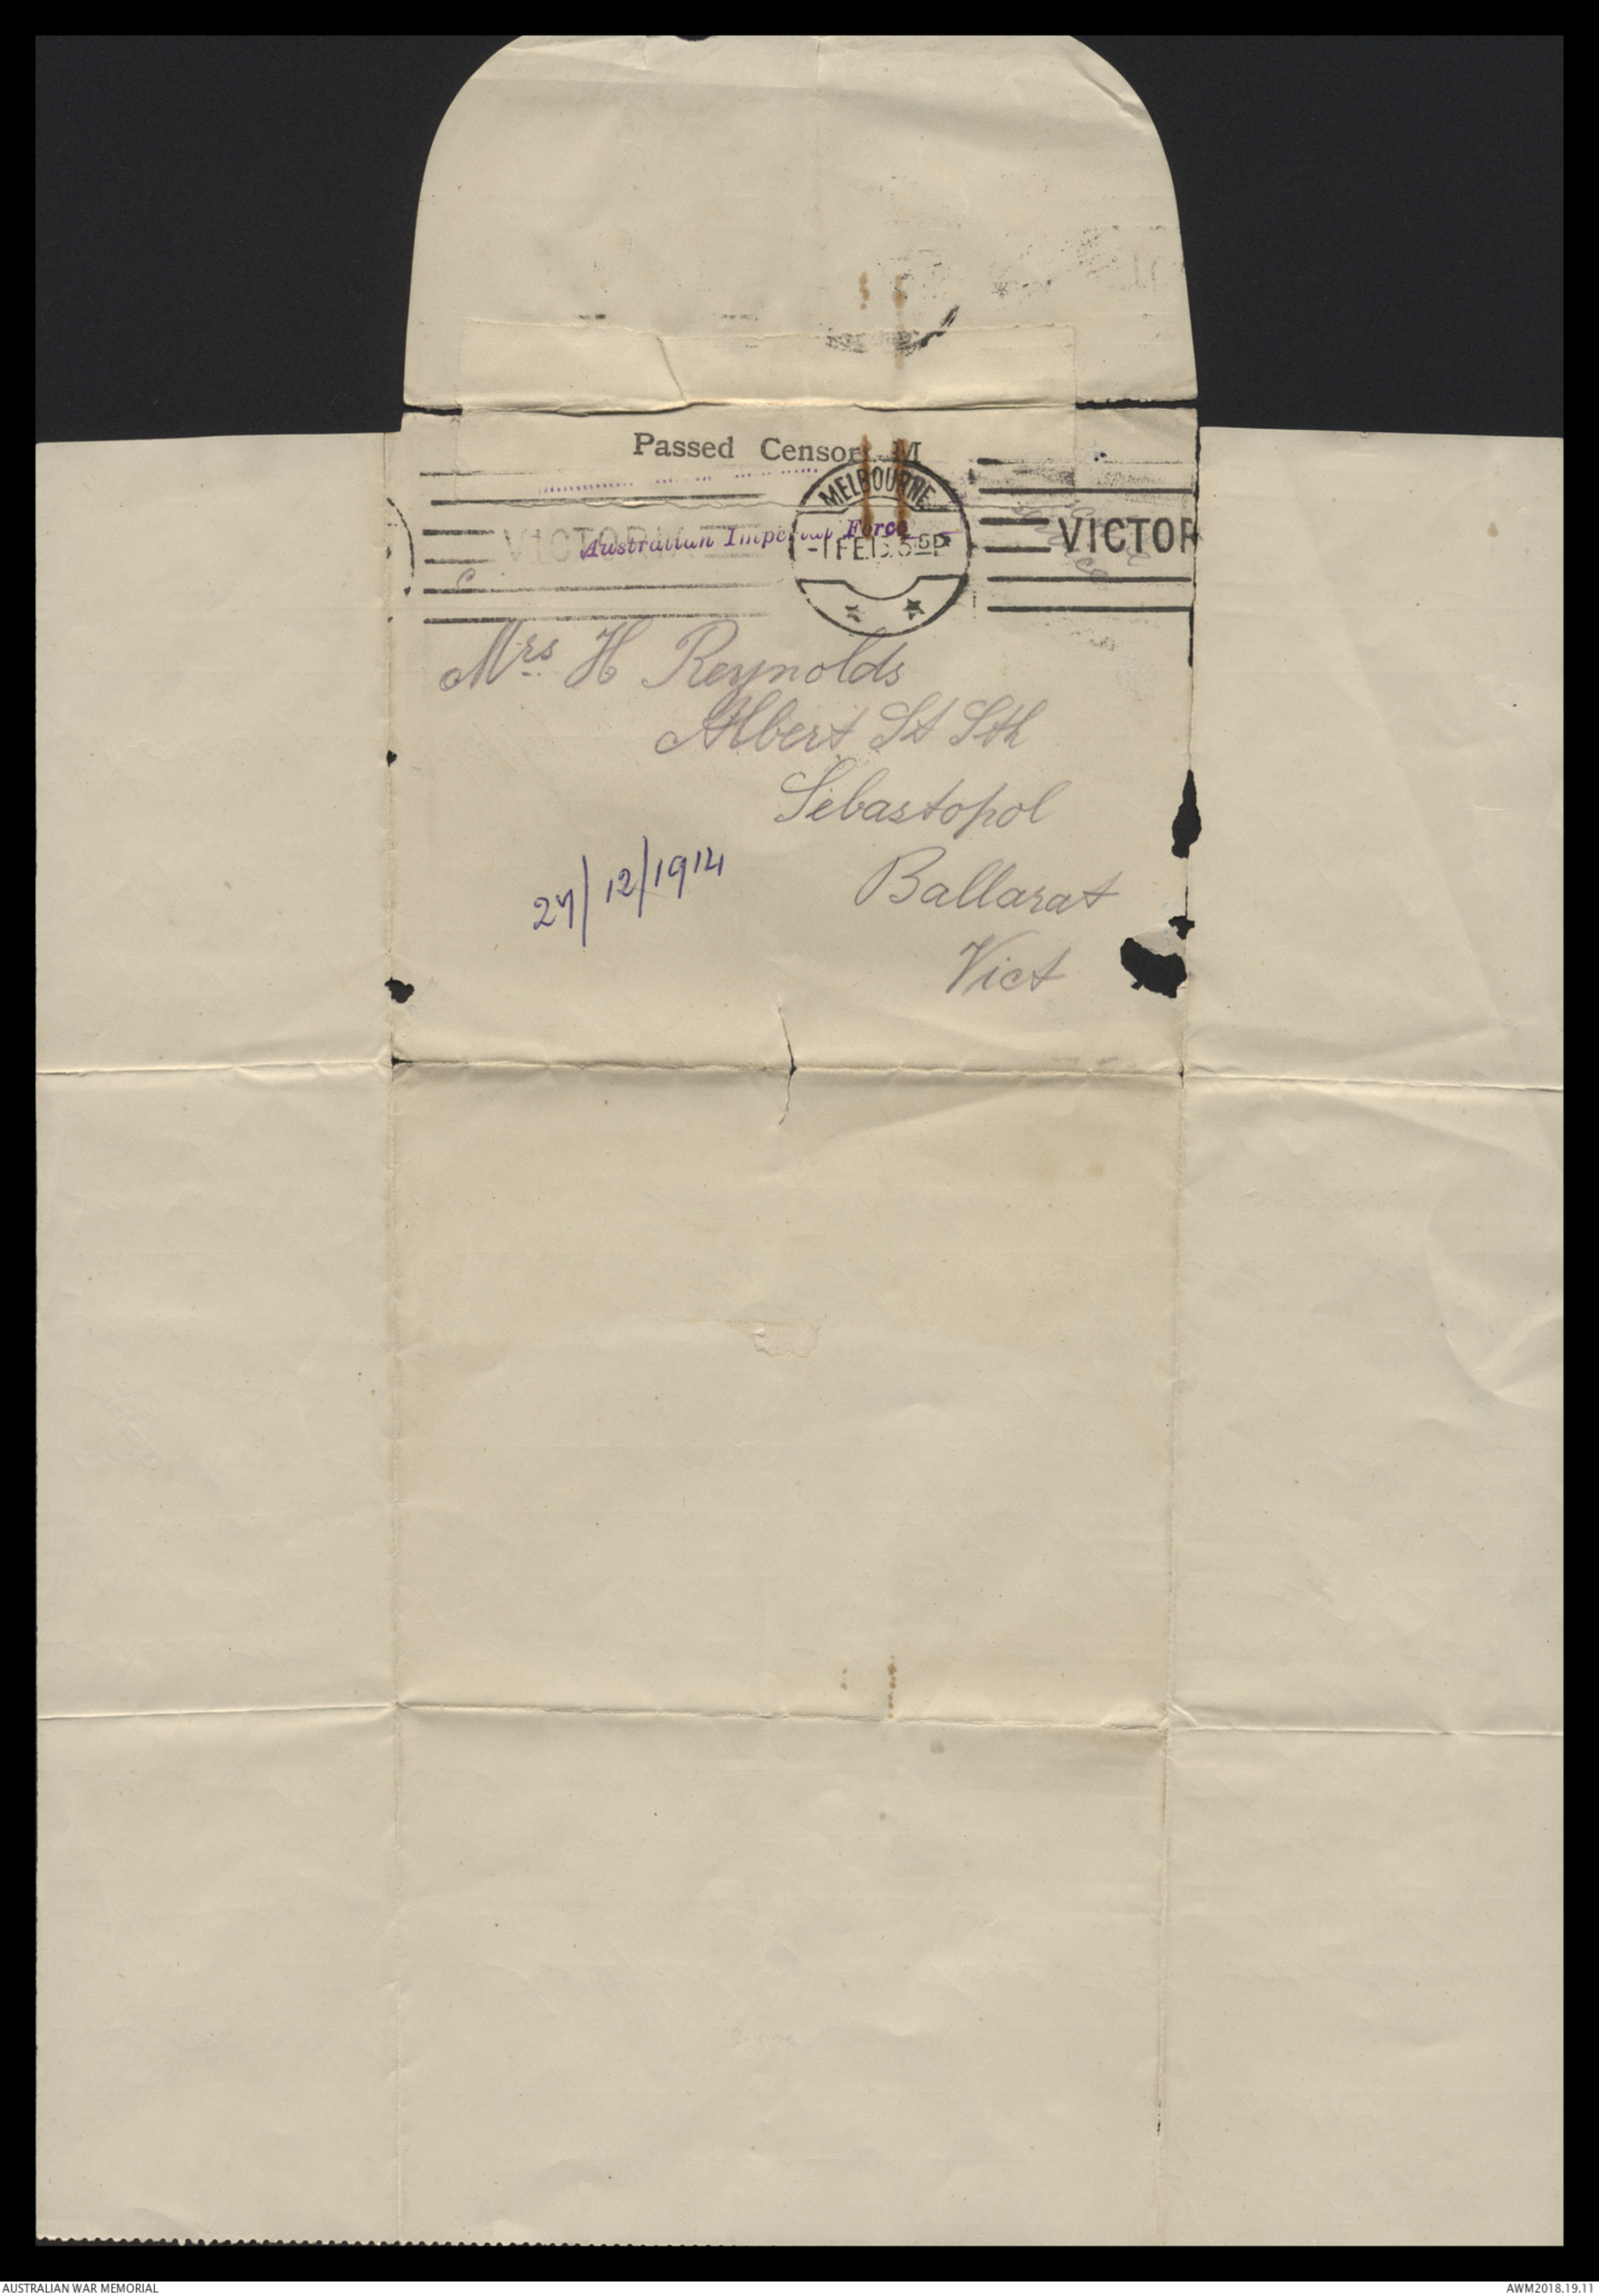 Passed Censor M
MELBOURNE
VICTORIA
Australian Imperial Force
VICTOR
Mrs. H Reynolds
Albert St Sth
Sebastopol
27/12/1914
Ballarat
Vict
AUSTRALIAN WAR MEMORIAL
AWM2018.19.11